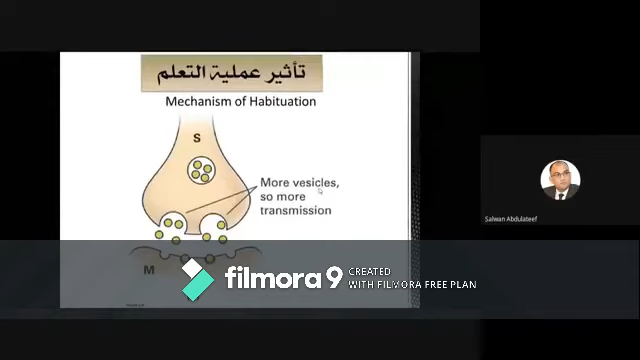 تأثير عملية التعلم
Mechanism of Habituation
S
More vesicles,
so more
transmission
M
Salwan Abdulateef
filmora 9
CREATED
WITH FILMORA FREE PLAN